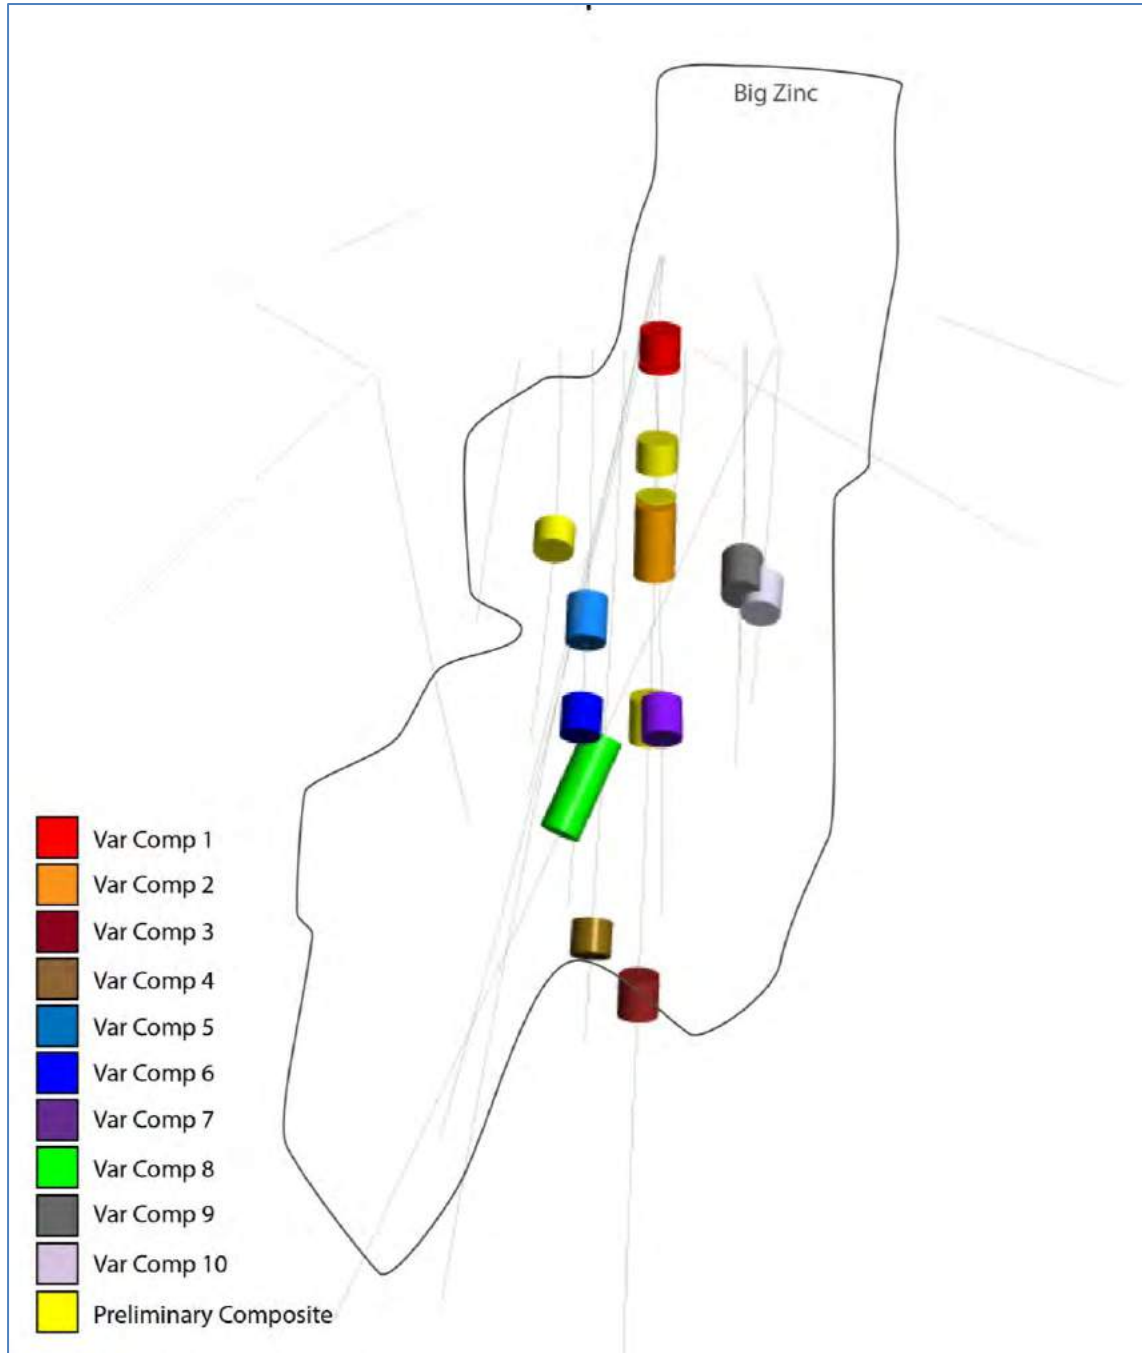 Big Zinc
Var Comp 1
Var Comp 2
Var Comp 3
Var Comp 4
Var Comp 5
Var Comp 6
Var Comp 7
Var Comp 8
Var Comp 9
Var Comp 10
Preliminary Composite